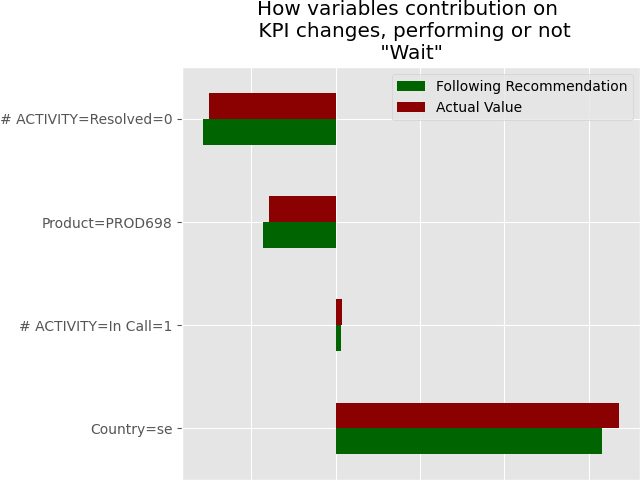 How variables contribution on
KPI changes, performing or not
"Wait"
Following Recommendation
Actual Value
# ACTIVITY=Resolved=0
Product=PROD698
# ACTIVITY=In Call=1
Country=se